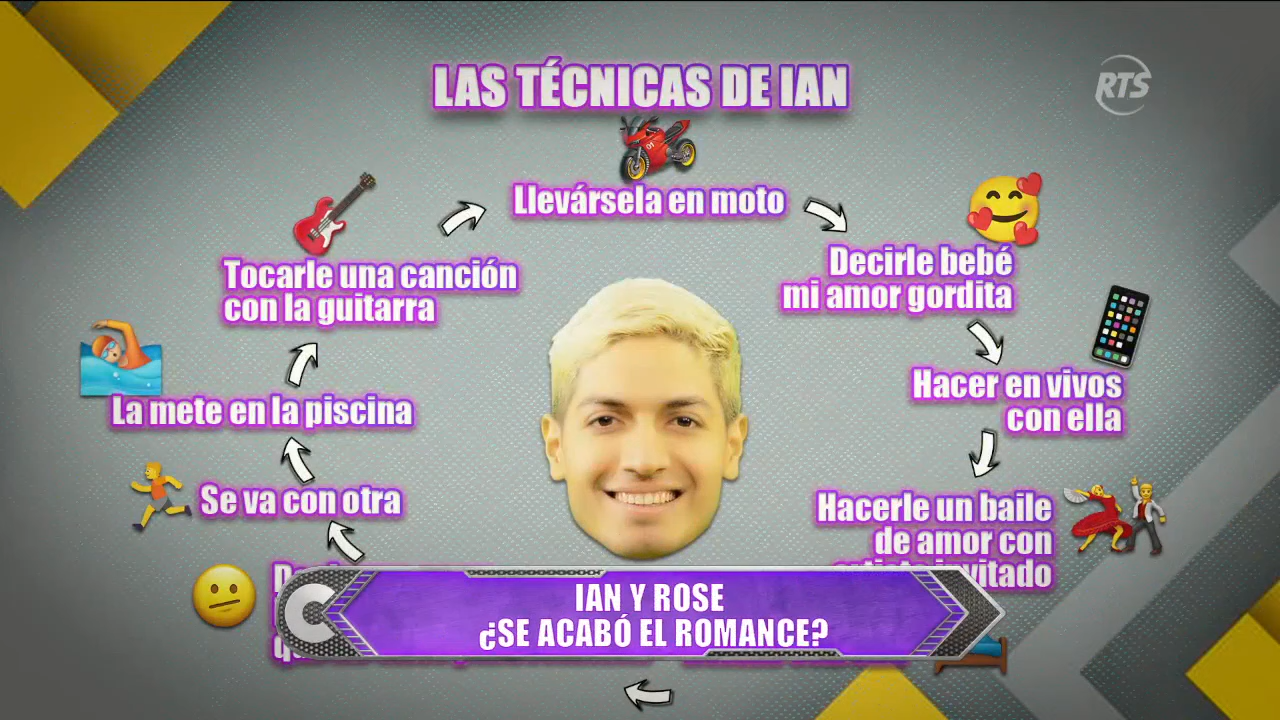 LAS TÉCNICAS DE IAN
RTS
Llevársela en moto
Decirle bebé
mi amor gordita
Hacer en vivos
con ella
Hacerle un baile
de amor con
invitado
Se va con otra
La mete en la piscina
Tocarle una canción
con la guitarra
IAN Y ROSE
¿SE ACABÓ EL ROMANCE?